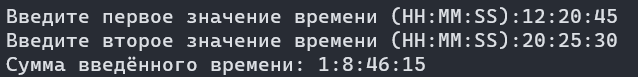 Введите первое значение времени (HH:MM:SS):12:20:45
Введите второе значение времени (HH:MM:SS):20:25:30
Сумма введённого времени: 1:8:46:15